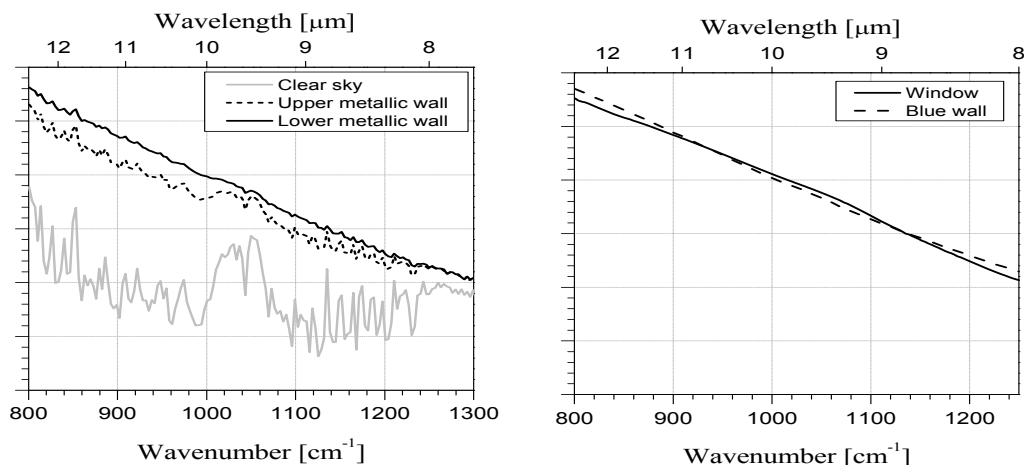 Wavelength [µm]
12 11 10 9 8
Clear sky
Upper metallic wall
Lower metallic wall
800 900 1000 1100 1200 1300
Wavenumber [cm-1]
Wavelength [µm]
12 11 10 9 8
Window
Blue wall
800 900 1000 1100 1200
Wavenumber [cm-1]